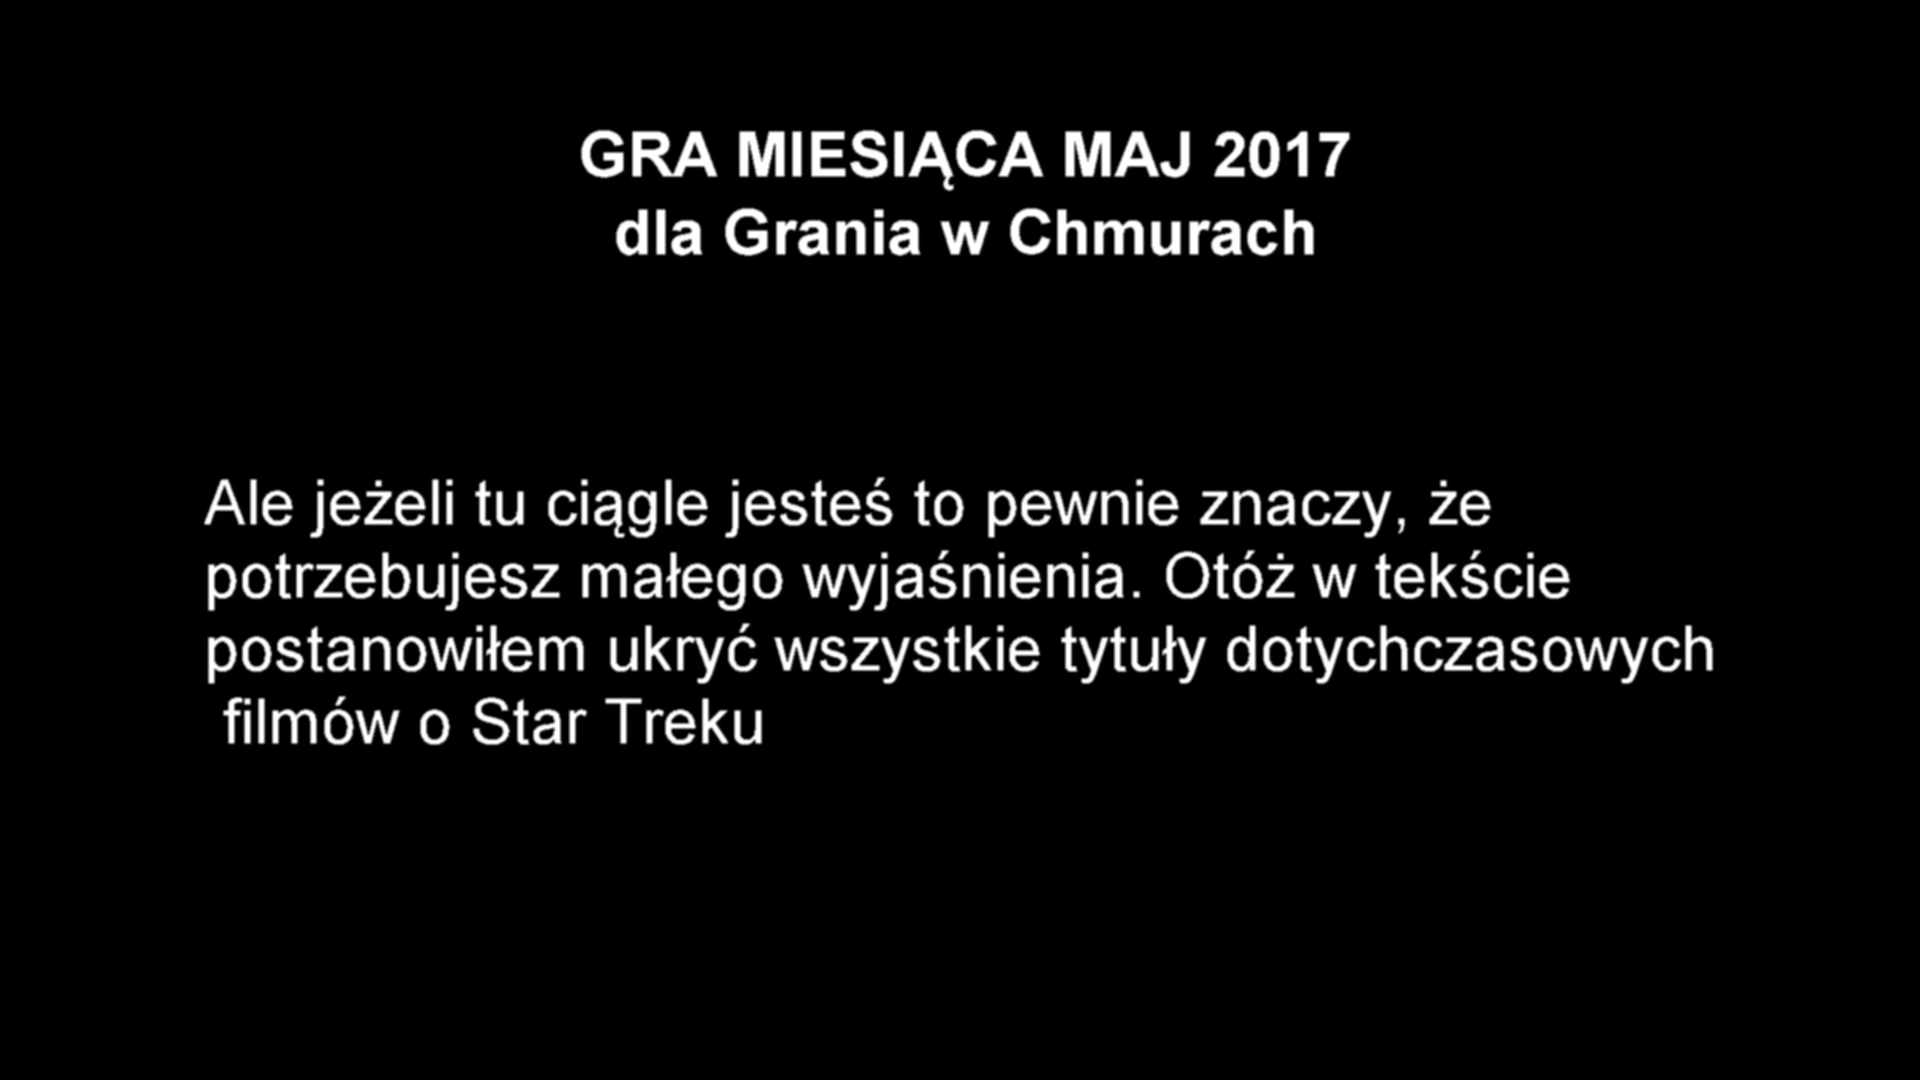 GRA MIESIĄCA MAJ 2017
dla Grania w Chmurach
Ale jeżeli tu ciągle jesteś to pewnie znaczy, że
potrzebujesz małego wyjaśnienia. Otóż w tekście
postanowiłem ukryć wszystkie tytuły dotychczasowych
filmów o Star Treku